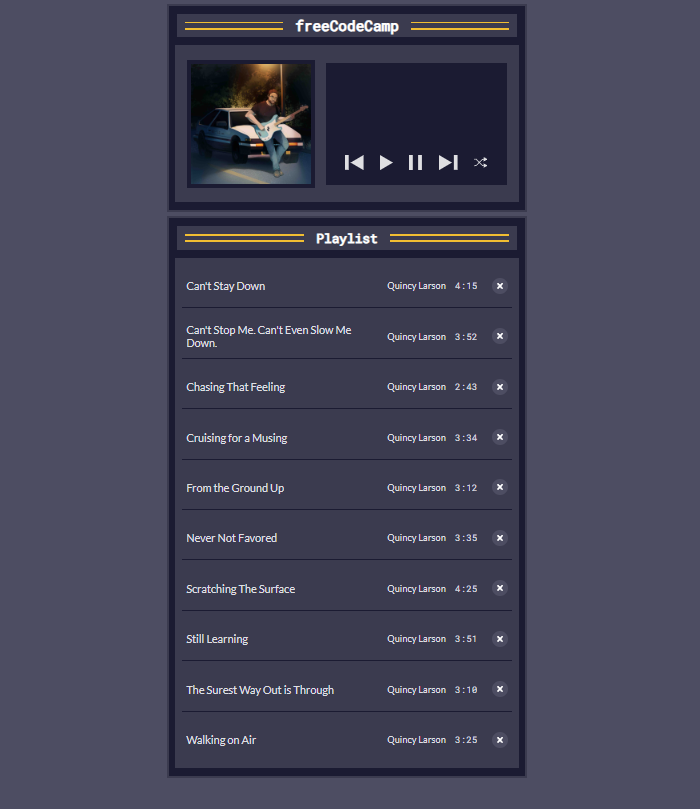 freeCodeCamp
Playlist
Can't Stay Down Quincy Larson 4:15
Can't Stop Me. Can't Even Slow Me
Down. Quincy Larson 3:52
Chasing That Feeling Quincy Larson 2:43
Cruising for a Musing Quincy Larson 3:34
From the Ground Up Quincy Larson 3:12
Never Not Favored Quincy Larson 3:35
Scratching The Surface Quincy Larson 4:25
Still Learning Quincy Larson 3:51
The Surest Way Out is Through Quincy Larson 3:10
Walking on Air Quincy Larson 3:25